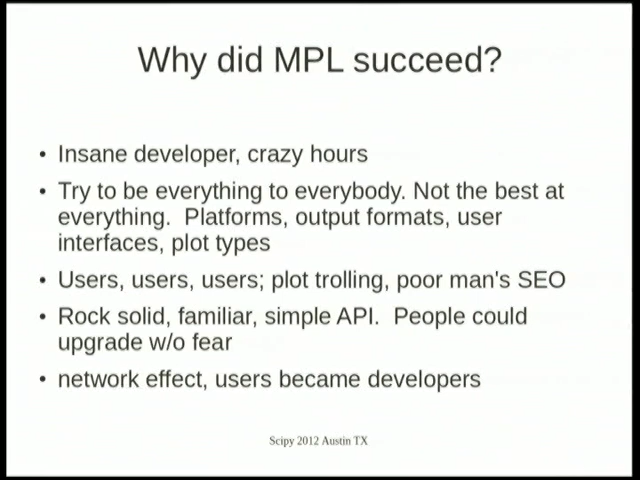 Why did MPL succeed?
• Insane developer, crazy hours
• Try to be everything to everybody. Not the best at
everything.  Platforms, output formats, user
interfaces, plot types
• Users, users, users; plot trolling, poor man's SEO
• Rock solid, familiar, simple API.  People could
upgrade w/o fear
• network effect, users became developers
Scipy 2012 Austin TX